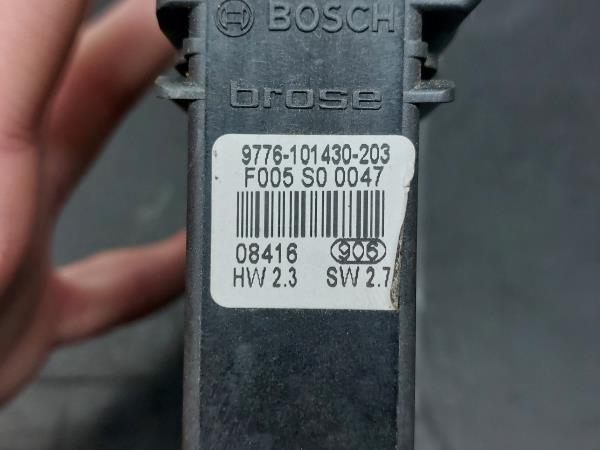 BOSCH
brose
9776-101430-203
F005 S0 0047
08416 906
HW 2.3 SW 2.7